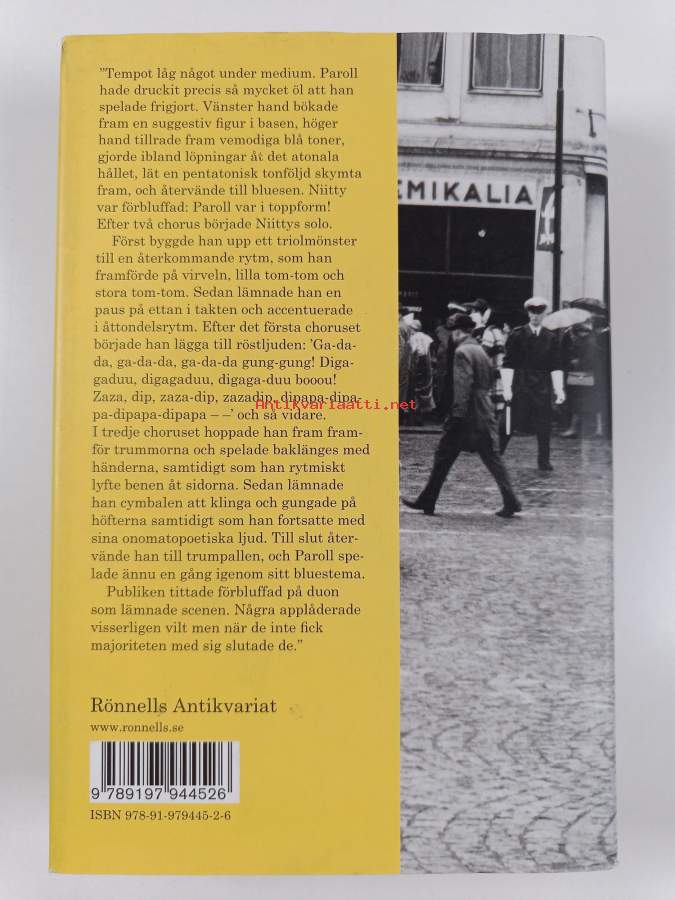 ”Tempot låg något under medium. Paroll
hade druckit precis så mycket öl att han
spelade frigjort. Vänster hand bökade
fram en suggestiv figur i basen, höger
hand tillrade fram vemodiga blå toner,
gjorde ibland löpningar åt det atonala
hållet, lät en pentatonisk tonföljd skymta
fram, och återvände till bluesen. Niitty
var förbluffad: Paroll var i toppform!
Efter två chorus började Niittys solo.
Först byggde han upp ett triolmönster
till en återkommande rytm, som han
framförde på virveln, lilla tom-tom och
stora tom-tom. Sedan lämnade han en
paus på ettan i takten och accentuerade
i åttondelsrytm. Efter det första choruset
började han lägga till röstljuden: ’Ga-da-
da, ga-da-da, ga-da-da gung-gung! Diga-
gaduu, digagaduu, digaga-duu booou!
Zaza, dip, zaza-dip, zazadip, dipapa-dipa-
pa-dipapa-dipapa – –’ och så vidare.
I tredje choruset hoppade han fram fram-
för trummorna och spelade baklänges med
händerna, samtidigt som han rytmiskt
lyfte benen åt sidorna. Sedan lämnade
han cymbalen att klinga och gungade på
höfterna samtidigt som han fortsatte med
sina onomatopoetiska ljud. Till slut åter-
vände han till trumpallen, och Paroll spe-
lade ännu en gång igenom sitt bluestema.
Publiken tittade förbluffad på duon
som lämnade scenen. Några applåderade
visserligen vilt men när de inte fick
majoriteten med sig slutade de.”
EMIKALIA
Antikvariaatti.net
Rönnells Antikvariat
www.ronnells.se
9 789197 944526
ISBN 978-91-979445-2-6